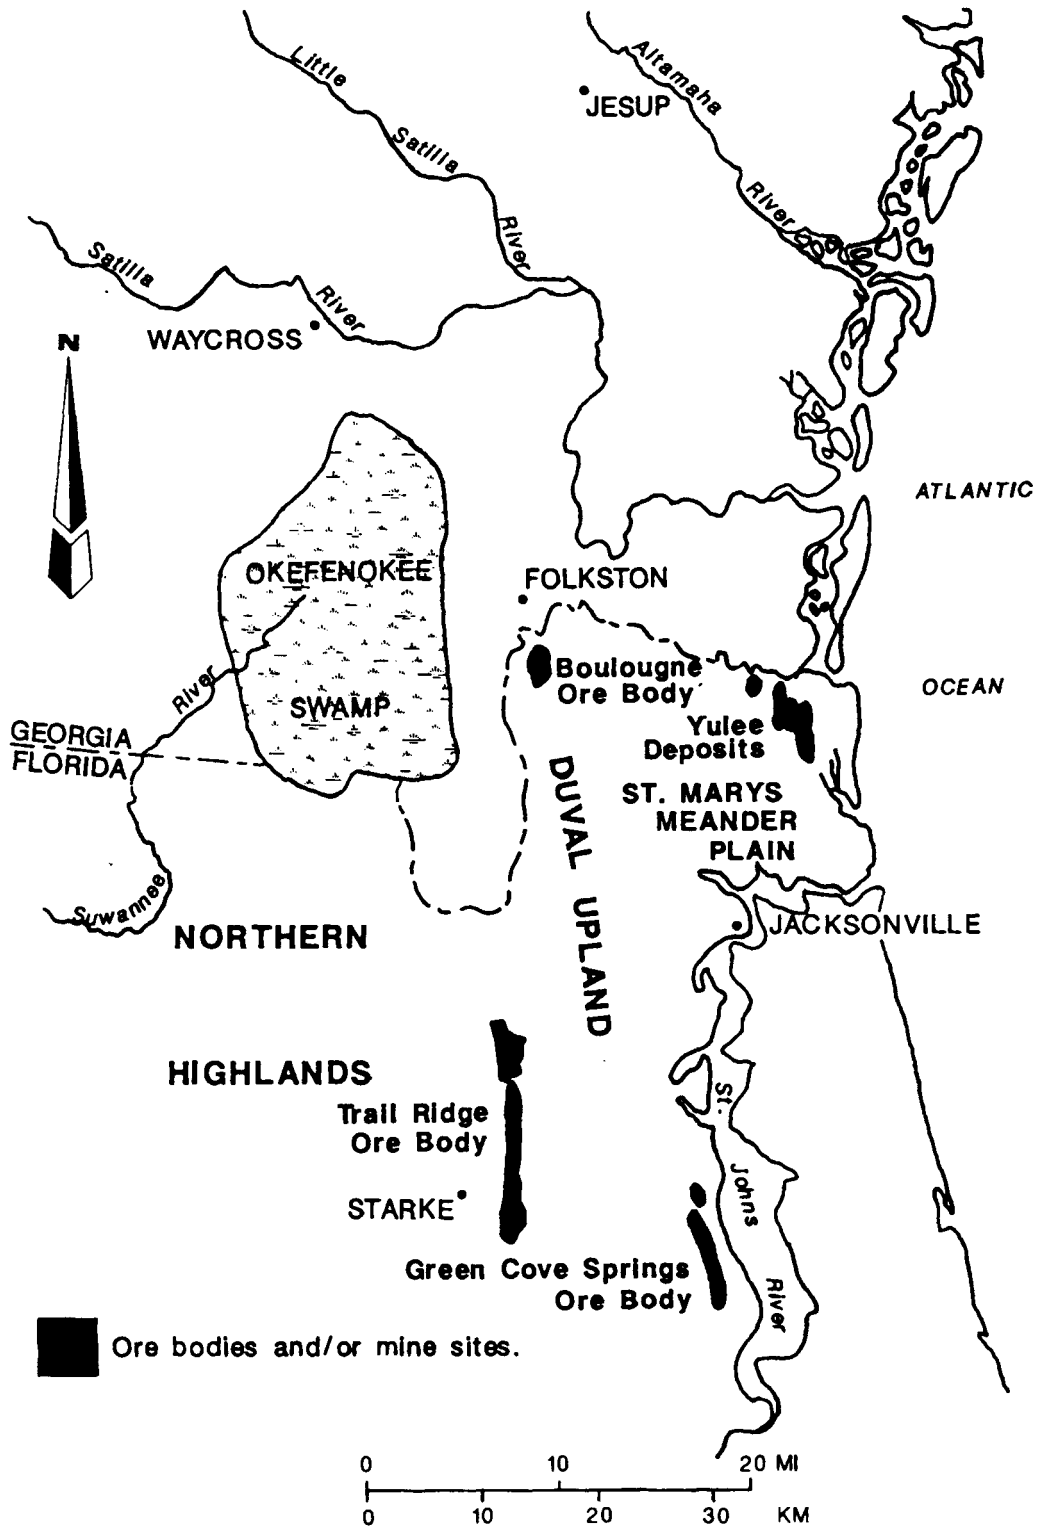 Little
Satilla
River
Altamaha
River
JESUP
Satilla
River
WAYCROSS
N
ATLANTIC
OCEAN
OKEFENOKEE
SWAMP
FOLKSTON
Boulougne
Ore Body
River
GEORGIA
FLORIDA
Yulee
Deposits
DUVAL UPLAND
ST. MARYS
MEANDER
PLAIN
Suwannee
NORTHERN
JACKSONVILLE
HIGHLANDS
Trail Ridge
Ore Body
St.
Johns
River
STARKE
Green Cove Springs
Ore Body
Ore bodies and/or mine sites.
0 10 20 MI
0 10 20 30 KM